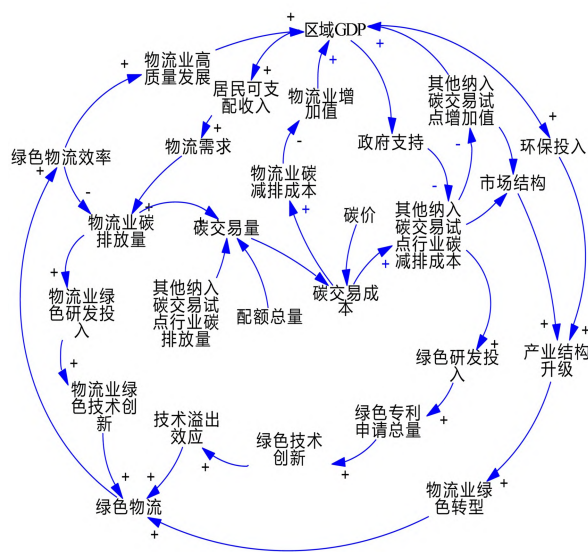 区域GDP
物流业高
质量发展
居民可支
配收入
物流业增
加值
其他纳入
碳交易试
点增加值
物流需求
政府支持
环保投入
绿色物流效率
物流业碳
减排成本
市场结构
物流业碳
排放量
碳交易量
碳价
其他纳入
碳交易试
点行业碳
减排成本
物流业绿
色研发投
入
其他纳入
碳交易试
点行业碳
排放量
配额总量
碳交易成
本
绿色研发投
入
产业结构
升级
物流业绿
色技术创
新
技术溢出
效应
绿色技术
创新
绿色专利
申请总量
绿色物流
物流业绿
色转型